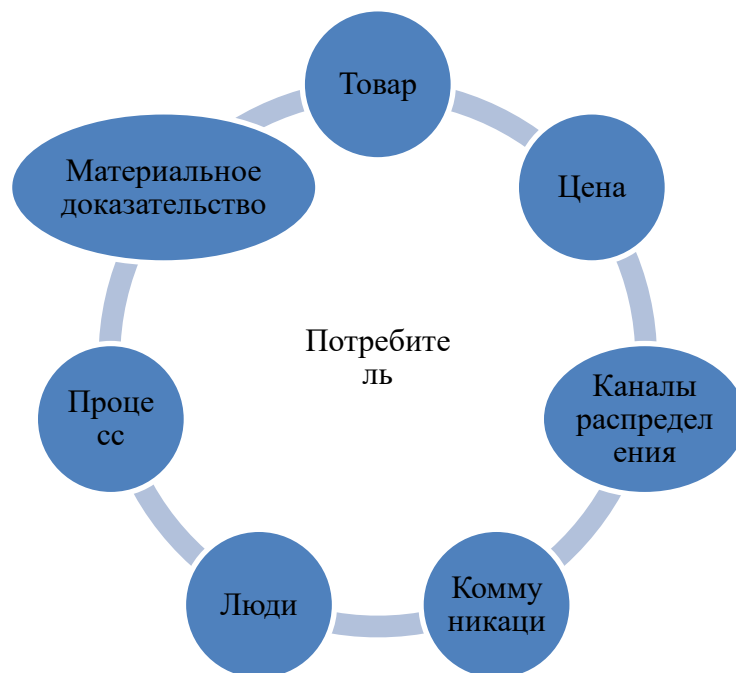 Товар
Цена
Каналы
распредел
ения
Комму
никаци
Люди
Проце
сс
Материальное
доказательство
Потребите
ль